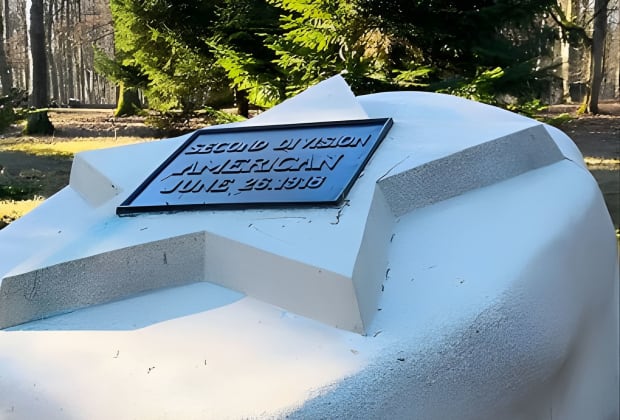 SECOND DIVISION
AMERICAN
JUNE, 26.1918